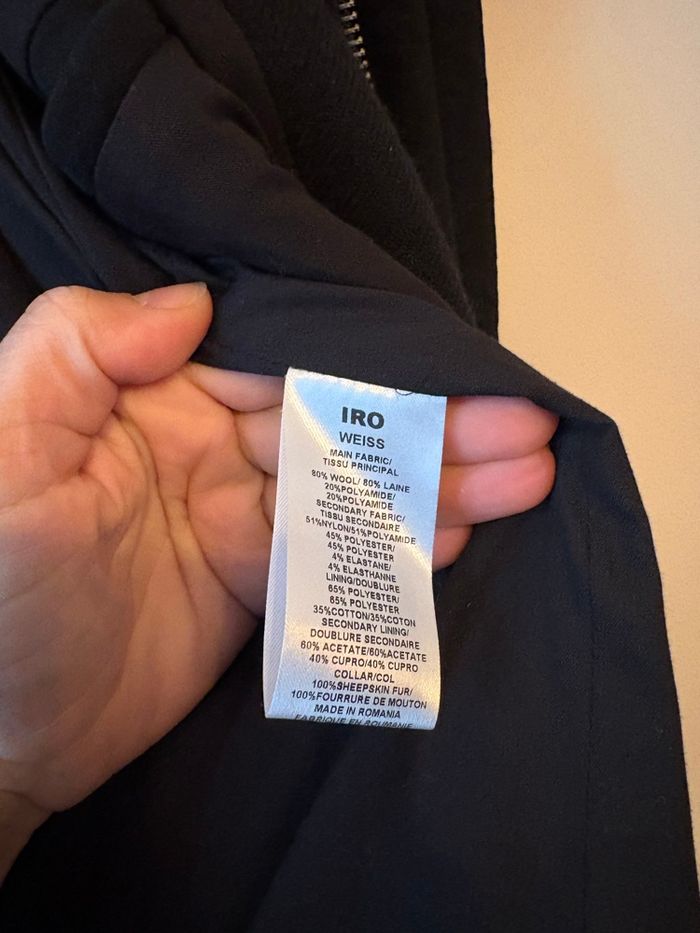 IRO
WEISS
MAIN FABRIC/
TISSU PRINCIPAL
80% WOOL/ 80% LAINE
20%POLYAMIDE/
20%POLYAMIDE
SECONDARY FABRIC/
TISSU SECONDAIRE
51%NYLON/51%POLYAMIDE
45% POLYESTER/
45% POLYESTER
4% ELASTANE/
4% ELASTHANNE
LINING/DOUBLURE
65% POLYESTER/
65% POLYESTER
35%COTTON/35%COTON
SECONDARY LINING/
DOUBLURE SECONDAIRE
60% ACETATE/60%ACETATE
40% CUPRO/40% CUPRO
COLLAR/COL
100%SHEEPSKIN FUR/
100%FOURRURE DE MOUTON
MADE IN ROMANIA
FABRIQUE EN ROUMANIE